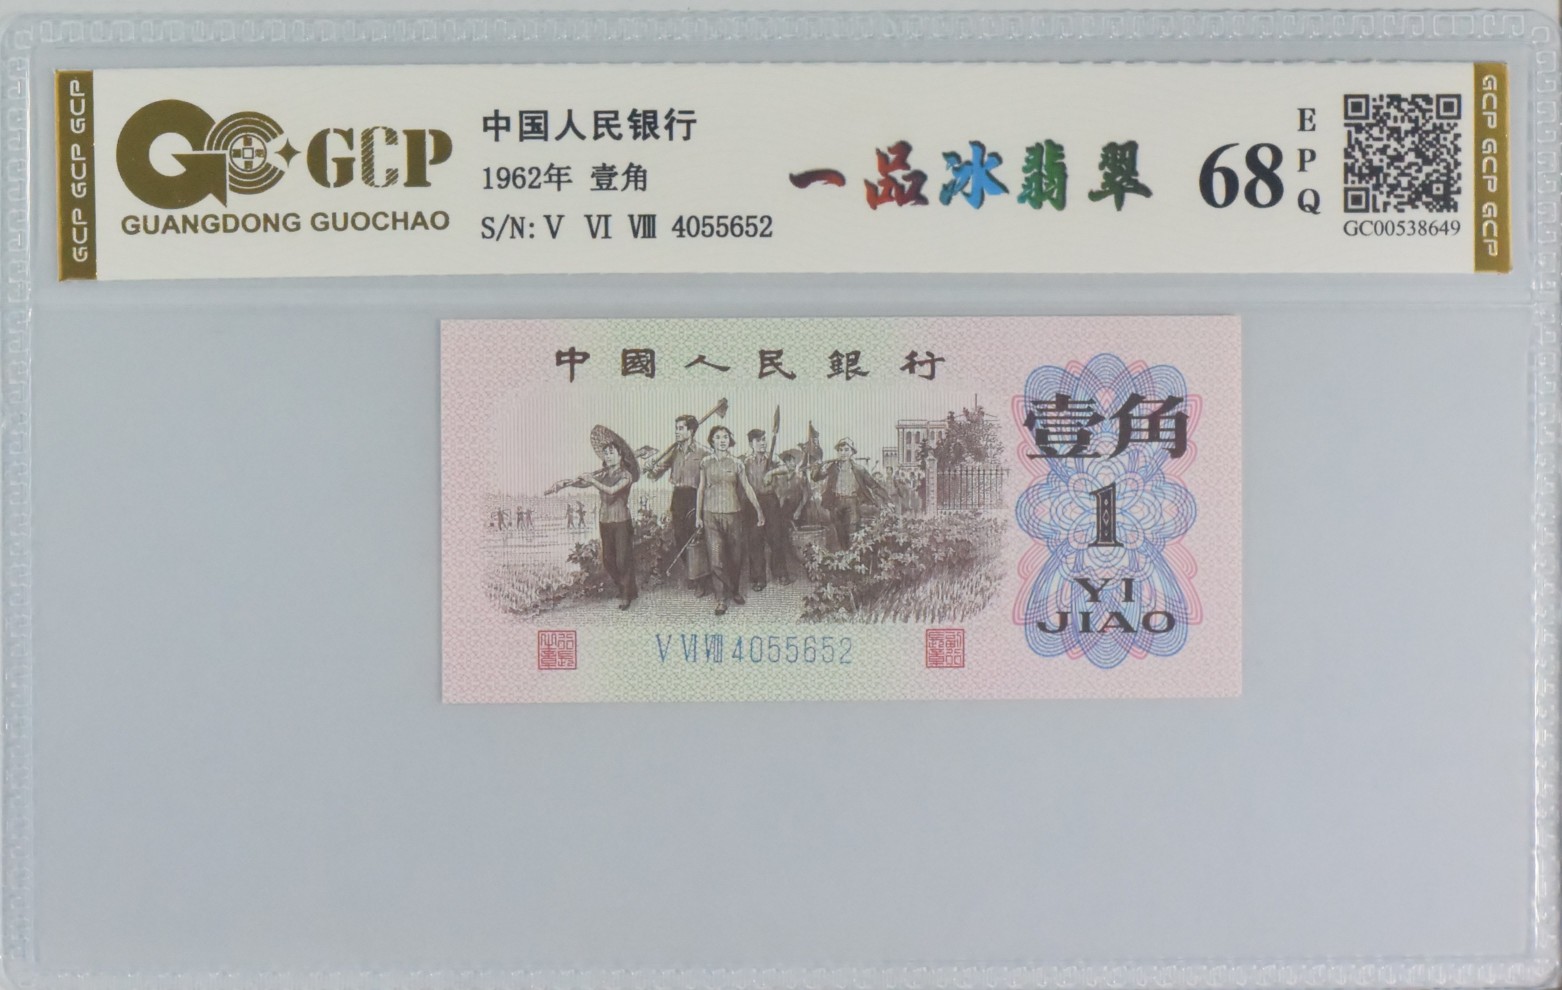 GCP GCP GCP
GCP
GUANGDONG GUOCHAO
中国人民银行
1962年 壹角
S/N: V VI VIII 4055652
一品冰翡翠
68
EPQ
GC00538649
GCP GCP GCP
中國人民銀行
壹角
1
YI
JIAO
V VI VIII 4055652